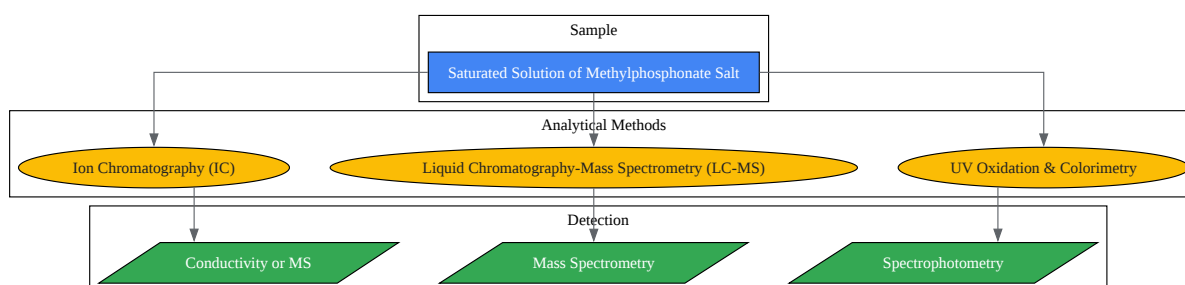 Sample
Saturated Solution of Methylphosphonate Salt
Analytical Methods
Ion Chromatography (IC)
Liquid Chromatography-Mass Spectrometry (LC-MS)
UV Oxidation & Colorimetry
Detection
Conductivity or MS
Mass Spectrometry
Spectrophotometry